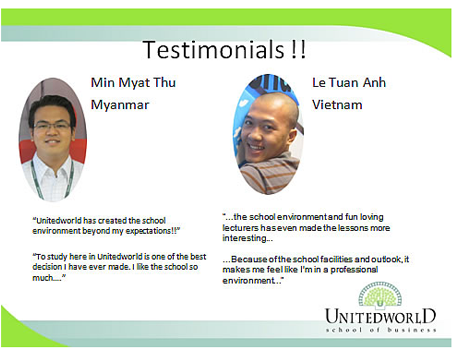 Testimonials !!
Min Myat Thu
Myanmar
Le Tuan Anh
Vietnam
“Unitedworld has created the school
environment beyond my expectations!!”
“To study here in Unitedworld is one of the best
decision I have ever made. I like the school so
much....”
“...the school environment and fun loving
lecturers has even made the lessons more
interesting...
...Because of the school facilities and outlook, it
makes me feel like I'm in a professional
environment...”
UNITEDWORLD
school of business